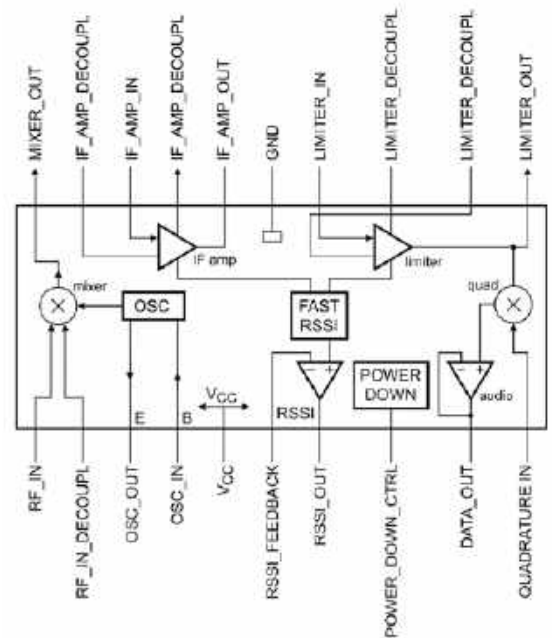 MIXER_OUT
IF_AMP_DECOUPL
IF_AMP_IN
IF_AMP_DECOUPL
IF_AMP_OUT
GND
LIMITER_IN
LIMITER_DECOUPL
LIMITER_DECOUPL
LIMITER_OUT
IF amp
limiter
mixer
quad
OSC
FAST
RSSI
POWER
DOWN
audio
RSSI
VCC
E
B
RF_IN
RF_IN_DECOUPL
OSC_OUT
OSC_IN
VCC
RSSI_FEEDBACK
RSSI_OUT
POWER_DOWN_CTRL
DATA_OUT
QUADRATURE IN